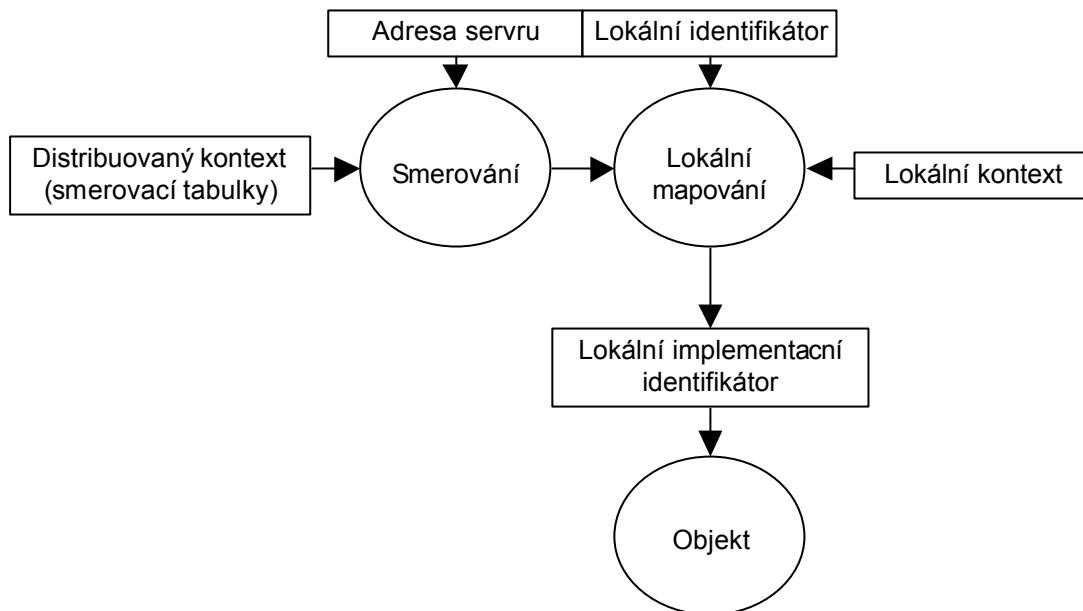 Adresa servru
Lokální identifikátor
Distribuovaný kontext
(smerovací tabulky)
Smerování
Lokální
mapování
Lokální kontext
Lokální implementacní
identifikátor
Objekt